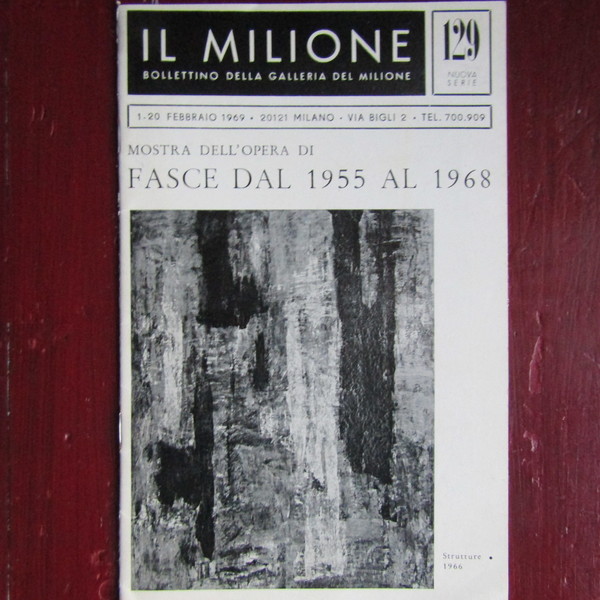 IL MILIONE
BOLLETTINO DELLA GALLERIA DEL MILIONE
129
NUOVA
SERIE
1-20 FEBBRAIO 1969 • 20121 MILANO - VIA BIGLI 2 • TEL. 700.909
MOSTRA DELL'OPERA DI
FASCE DAL 1955 AL 1968
Strutture •
1966